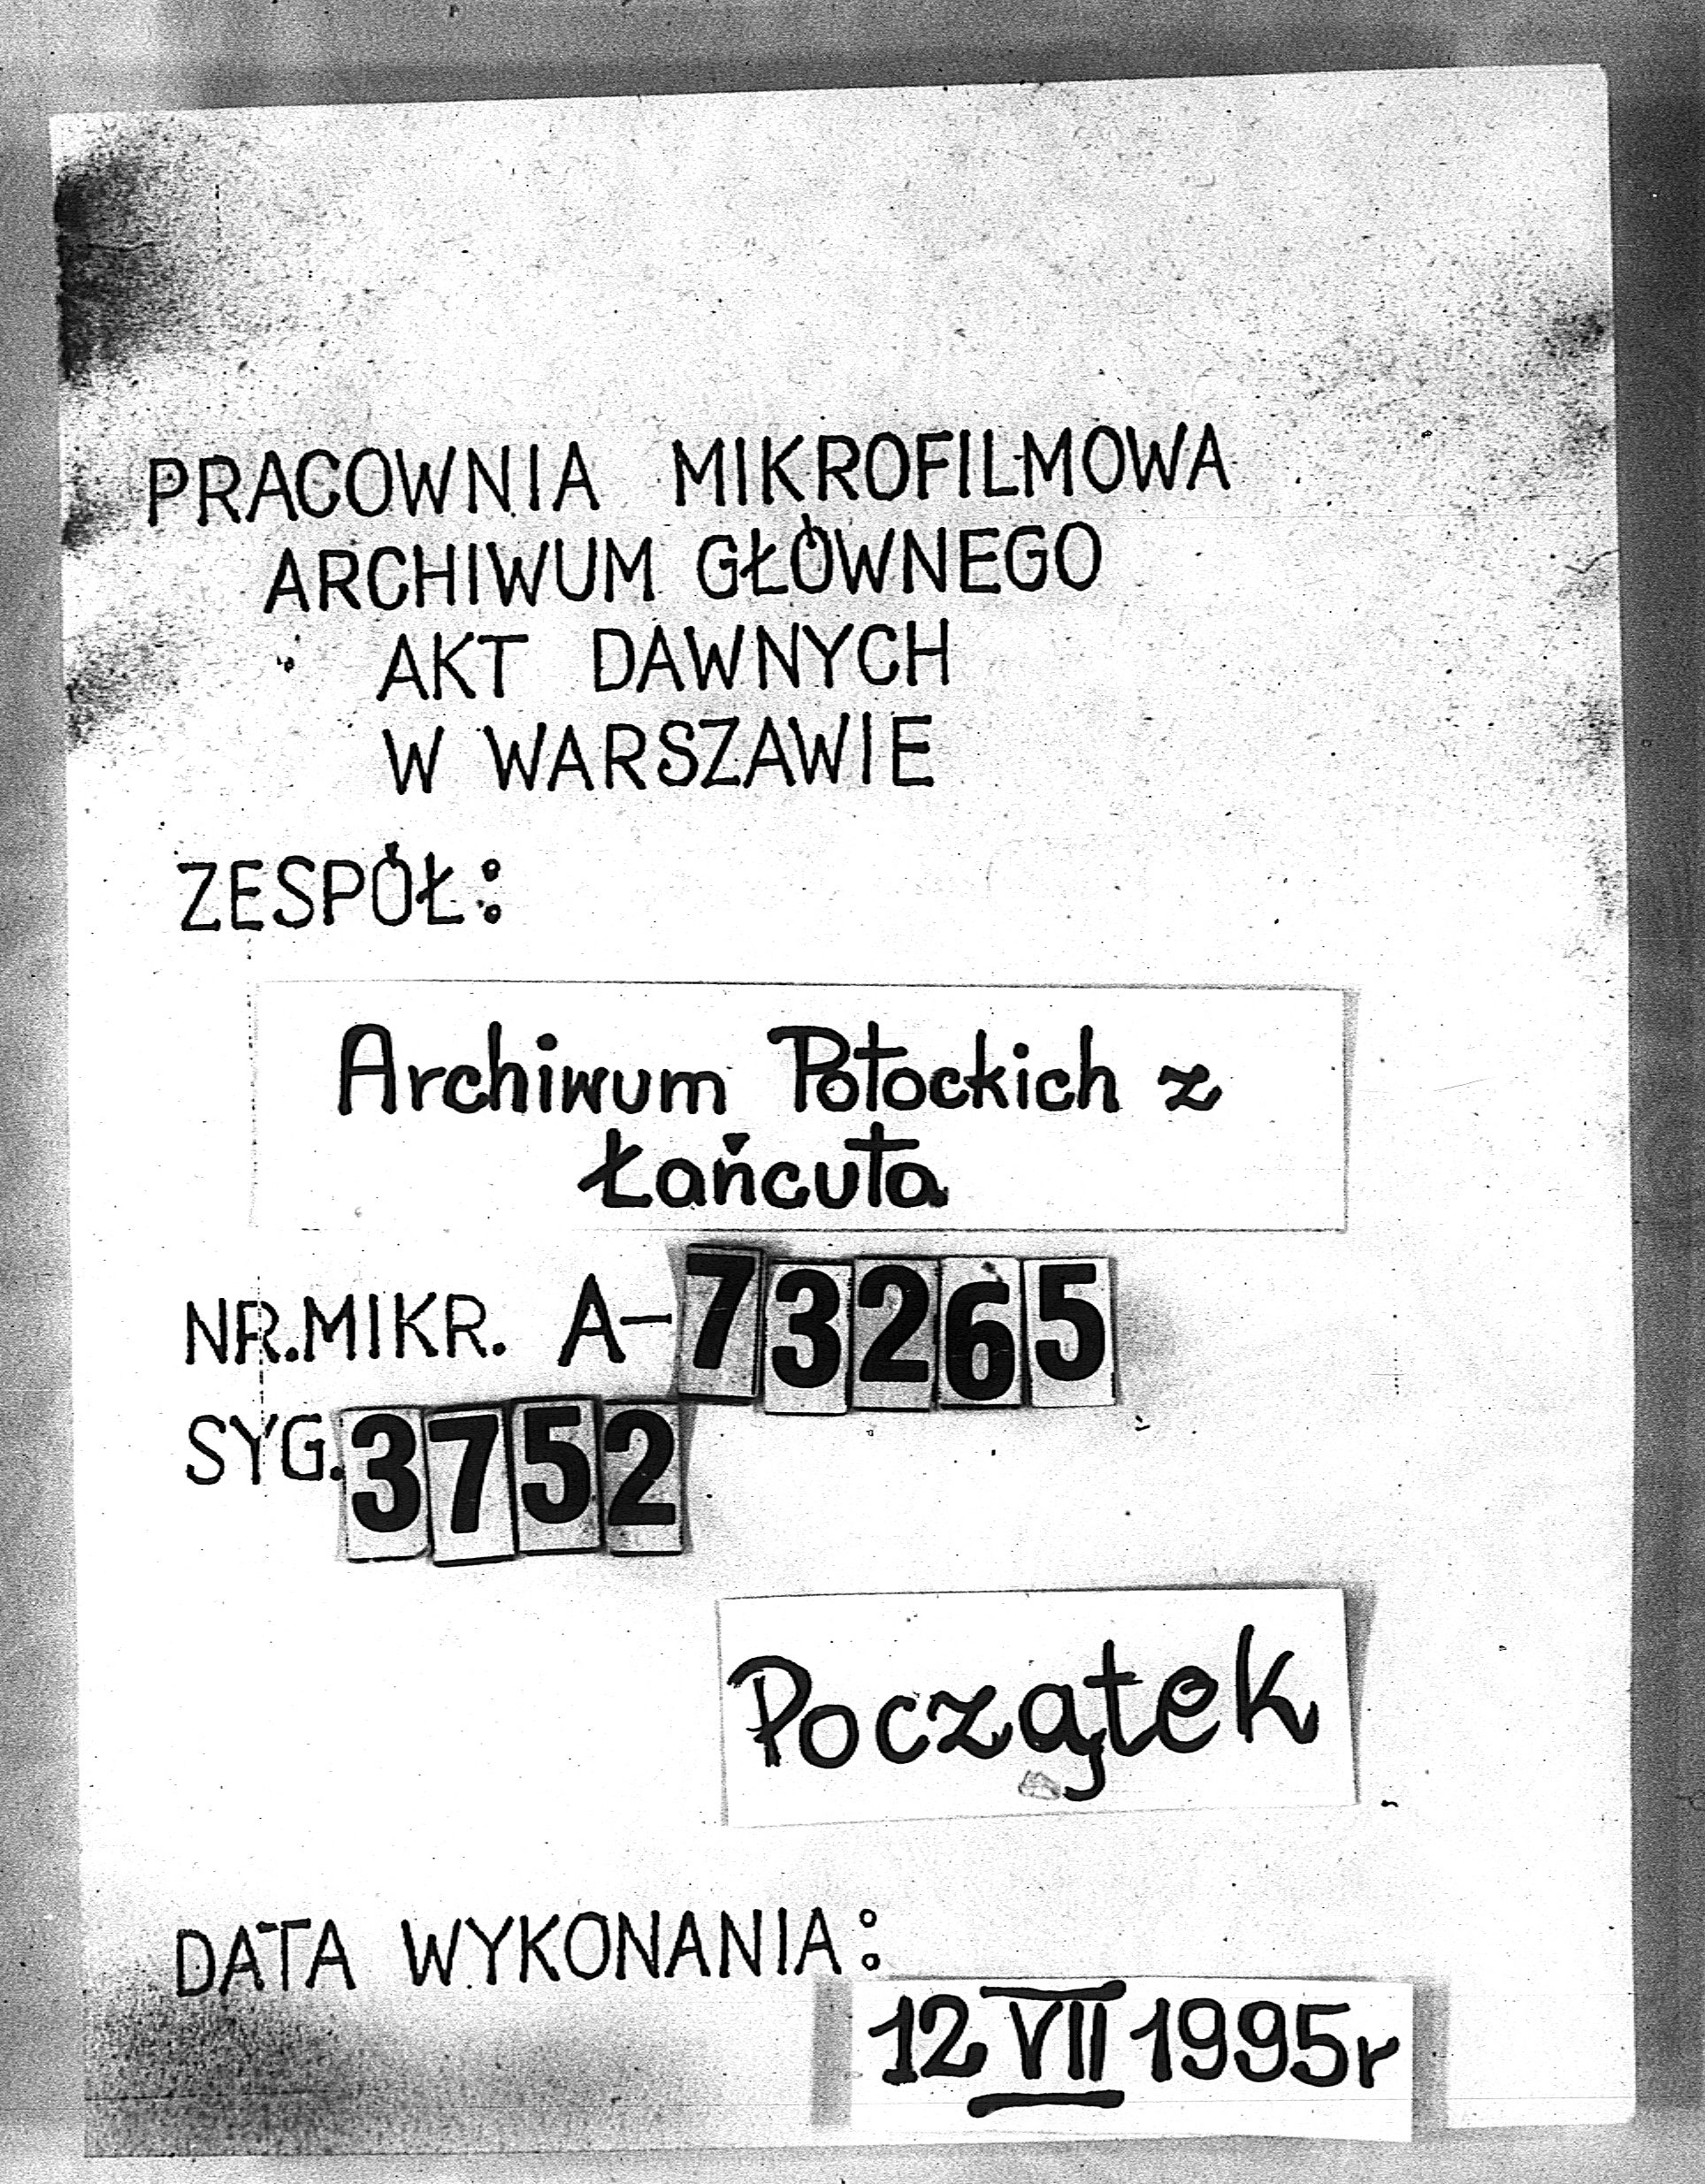 PRACOWNIA MIKROFILMOWA
ARCHIWUM GŁÓWNEGO
AKT DAWNYCH
W WARSZAWIE
ZESPÓŁ:
Archiwum Potockich z
Łańcuta
NR.MIKR. A-73265
SYG. 3752
Początek
DATA WYKONANIA:
12 VII 1995r